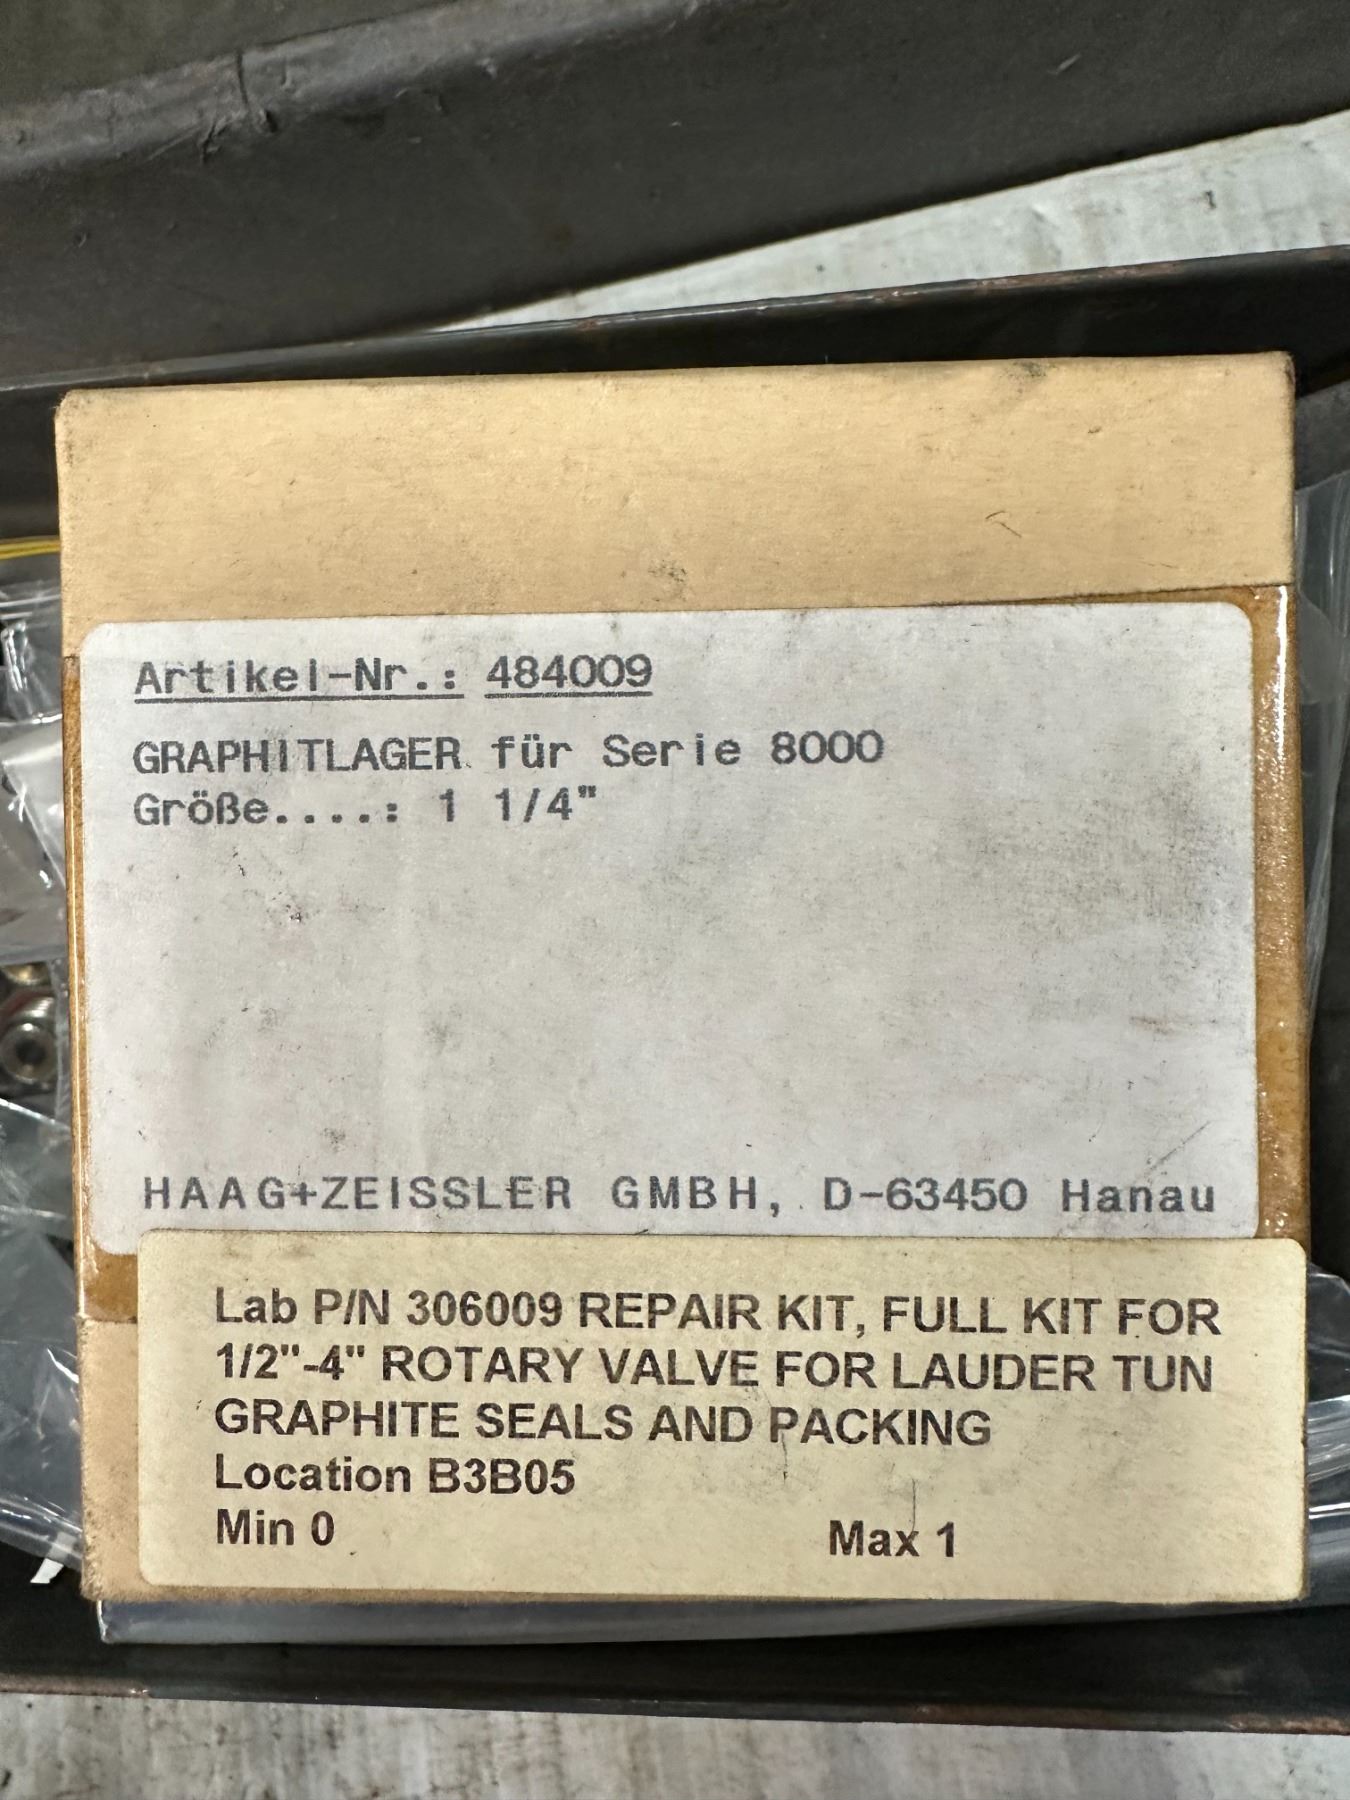 Artikel-Nr.: 484009
GRAPHITLAGER für Serie 8000
Größe....: 1 1/4"
HAAG+ZEISSLER GMBH, D-63450 Hanau
Lab P/N 306009 REPAIR KIT, FULL KIT FOR
1/2"-4" ROTARY VALVE FOR LAUDER TUN
GRAPHITE SEALS AND PACKING
Location B3B05
Min 0 Max 1